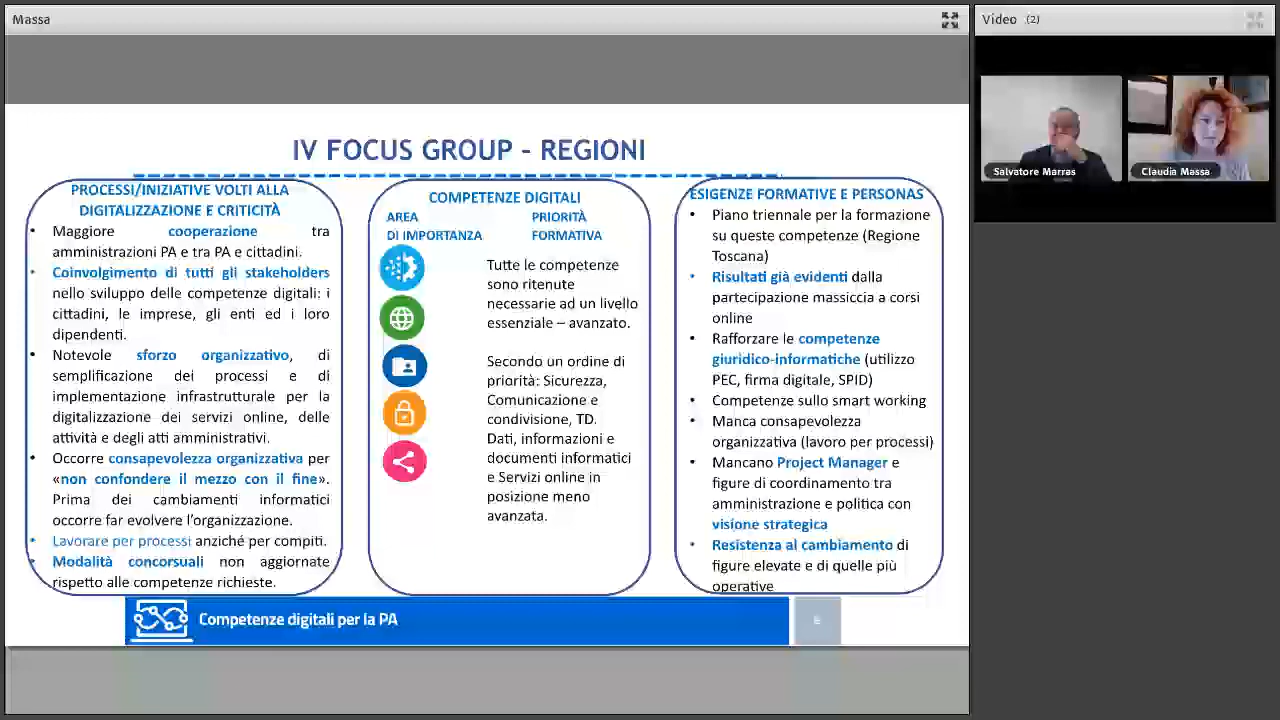 Massa
Video (2)
Salvatore Marras
Claudia Massa
IV FOCUS GROUP - REGIONI
PROCESSI/INIZIATIVE VOLTI ALLA
DIGITALIZZAZIONE E CRITICITÀ
• Maggiore cooperazione tra
amministrazioni PA e tra PA e cittadini.
• Coinvolgimento di tutti gli stakeholders
nello sviluppo delle competenze digitali: i
cittadini, le imprese, gli enti ed i loro
dipendenti.
• Notevole sforzo organizzativo, di
semplificazione dei processi e di
implementazione infrastrutturale per la
digitalizzazione dei servizi online, delle
attività e degli atti amministrativi.
• Occorre consapevolezza organizzativa per
«non confondere il mezzo con il fine».
Prima dei cambiamenti informatici
occorre far evolvere l'organizzazione.
• Lavorare per processi anziché per compiti.
• Modalità concorsuali non aggiornate
rispetto alle competenze richieste.
COMPETENZE DIGITALI
AREA
DI IMPORTANZA
PRIORITÀ
FORMATIVA
Tutte le competenze
sono ritenute
necessarie ad un livello
essenziale – avanzato.
Secondo un ordine di
priorità: Sicurezza,
Comunicazione e
condivisione, TD.
Dati, informazioni e
documenti informatici
e Servizi online in
posizione meno
avanzata.
ESIGENZE FORMATIVE E PERSONAS
• Piano triennale per la formazione
su queste competenze (Regione
Toscana)
• Risultati già evidenti dalla
partecipazione massiccia a corsi
online
• Rafforzare le competenze
giuridico-informatiche (utilizzo
PEC, firma digitale, SPID)
• Competenze sullo smart working
• Manca consapevolezza
organizzativa (lavoro per processi)
• Mancano Project Manager e
figure di coordinamento tra
amministrazione e politica con
visione strategica
• Resistenza al cambiamento di
figure elevate e di quelle più
operative
Competenze digitali per la PA